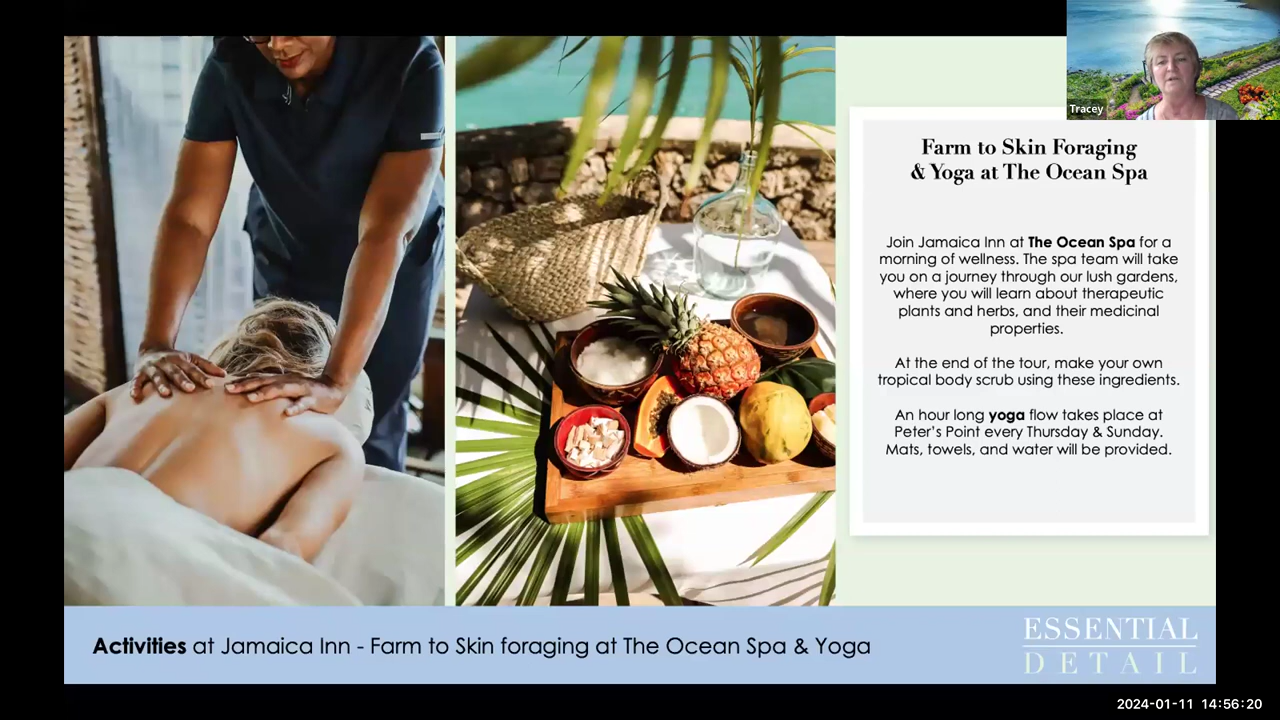 Tracey
Farm to Skin Foraging
& Yoga at The Ocean Spa
Join Jamaica Inn at The Ocean Spa for a
morning of wellness. The spa team will take
you on a journey through our lush gardens,
where you will learn about therapeutic
plants and herbs, and their medicinal
properties.
At the end of the tour, make your own
tropical body scrub using these ingredients.
An hour long yoga flow takes place at
Peter’s Point every Thursday & Sunday.
Mats, towels, and water will be provided.
Activities at Jamaica Inn - Farm to Skin foraging at The Ocean Spa & Yoga
ESSENTIAL
DETAIL
2024-01-11 14:56:20